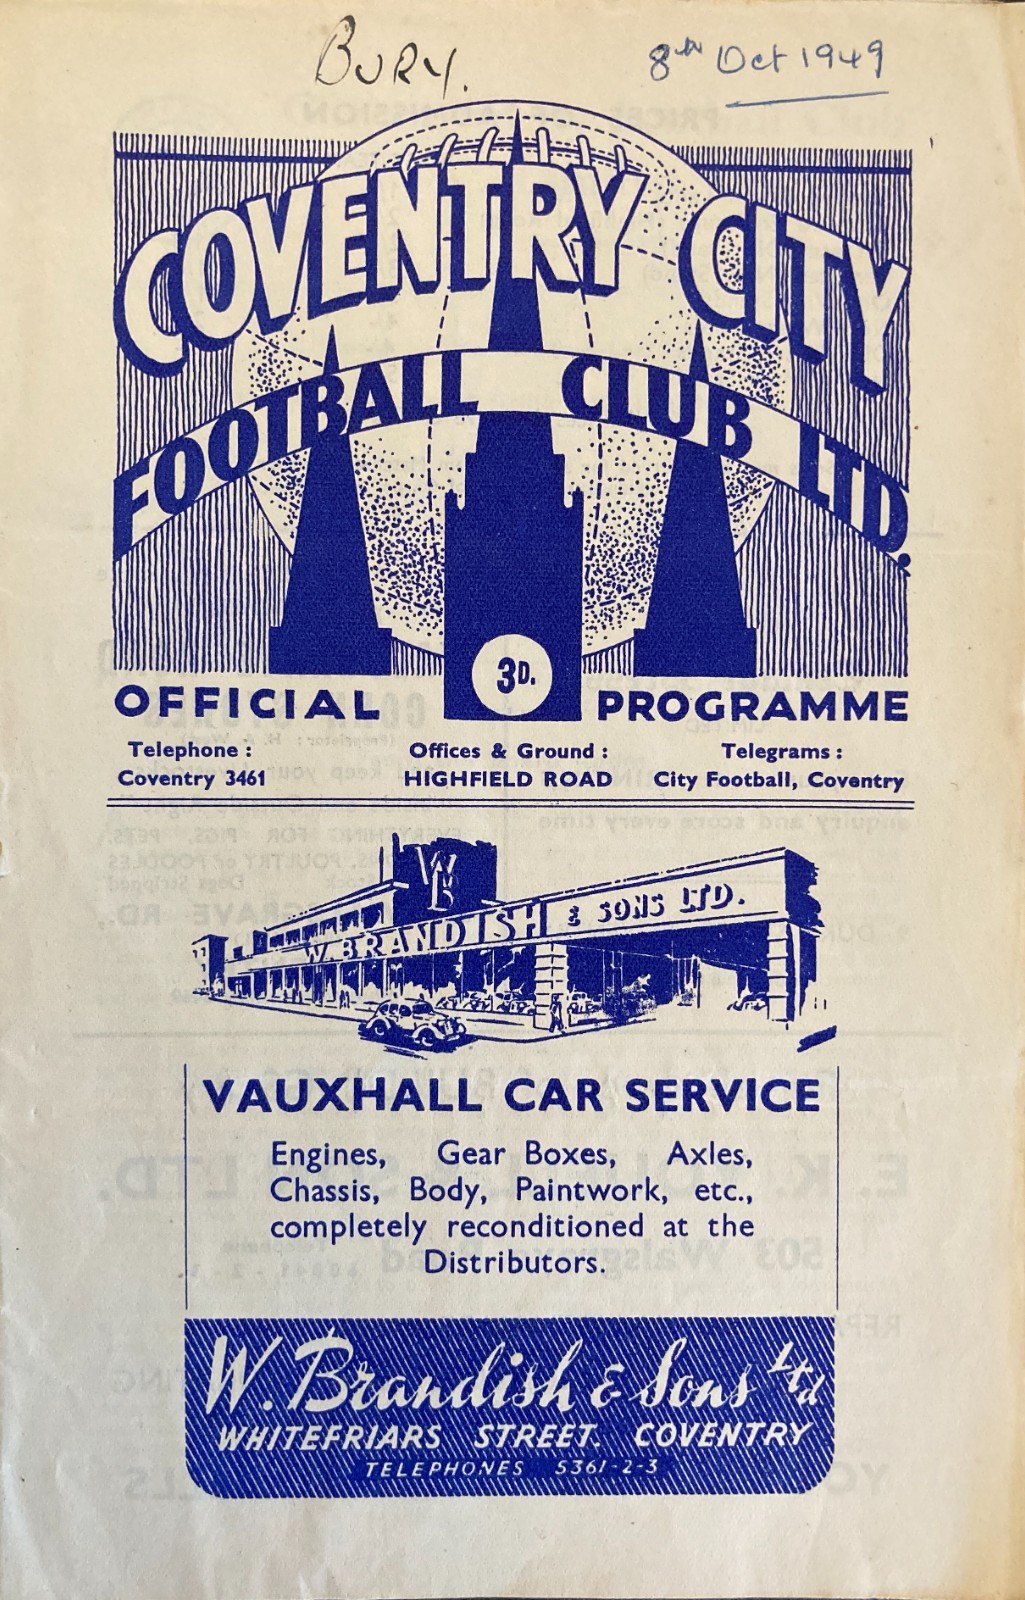 BURY.
8th Oct 1949
COVENTRY CITY
FOOTBALL CLUB LTD.
3D.
OFFICIAL PROGRAMME
Telephone : Offices & Ground : Telegrams :
Coventry 3461 HIGHFIELD ROAD City Football, Coventry
WB
W. BRANDISH & SONS LTD.
VAUXHALL CAR SERVICE
Engines, Gear Boxes, Axles,
Chassis, Body, Paintwork, etc.,
completely reconditioned at the
Distributors.
W. Brandish & Sons Ltd
WHITEFRIARS STREET. COVENTRY
TELEPHONES 5361-2-3